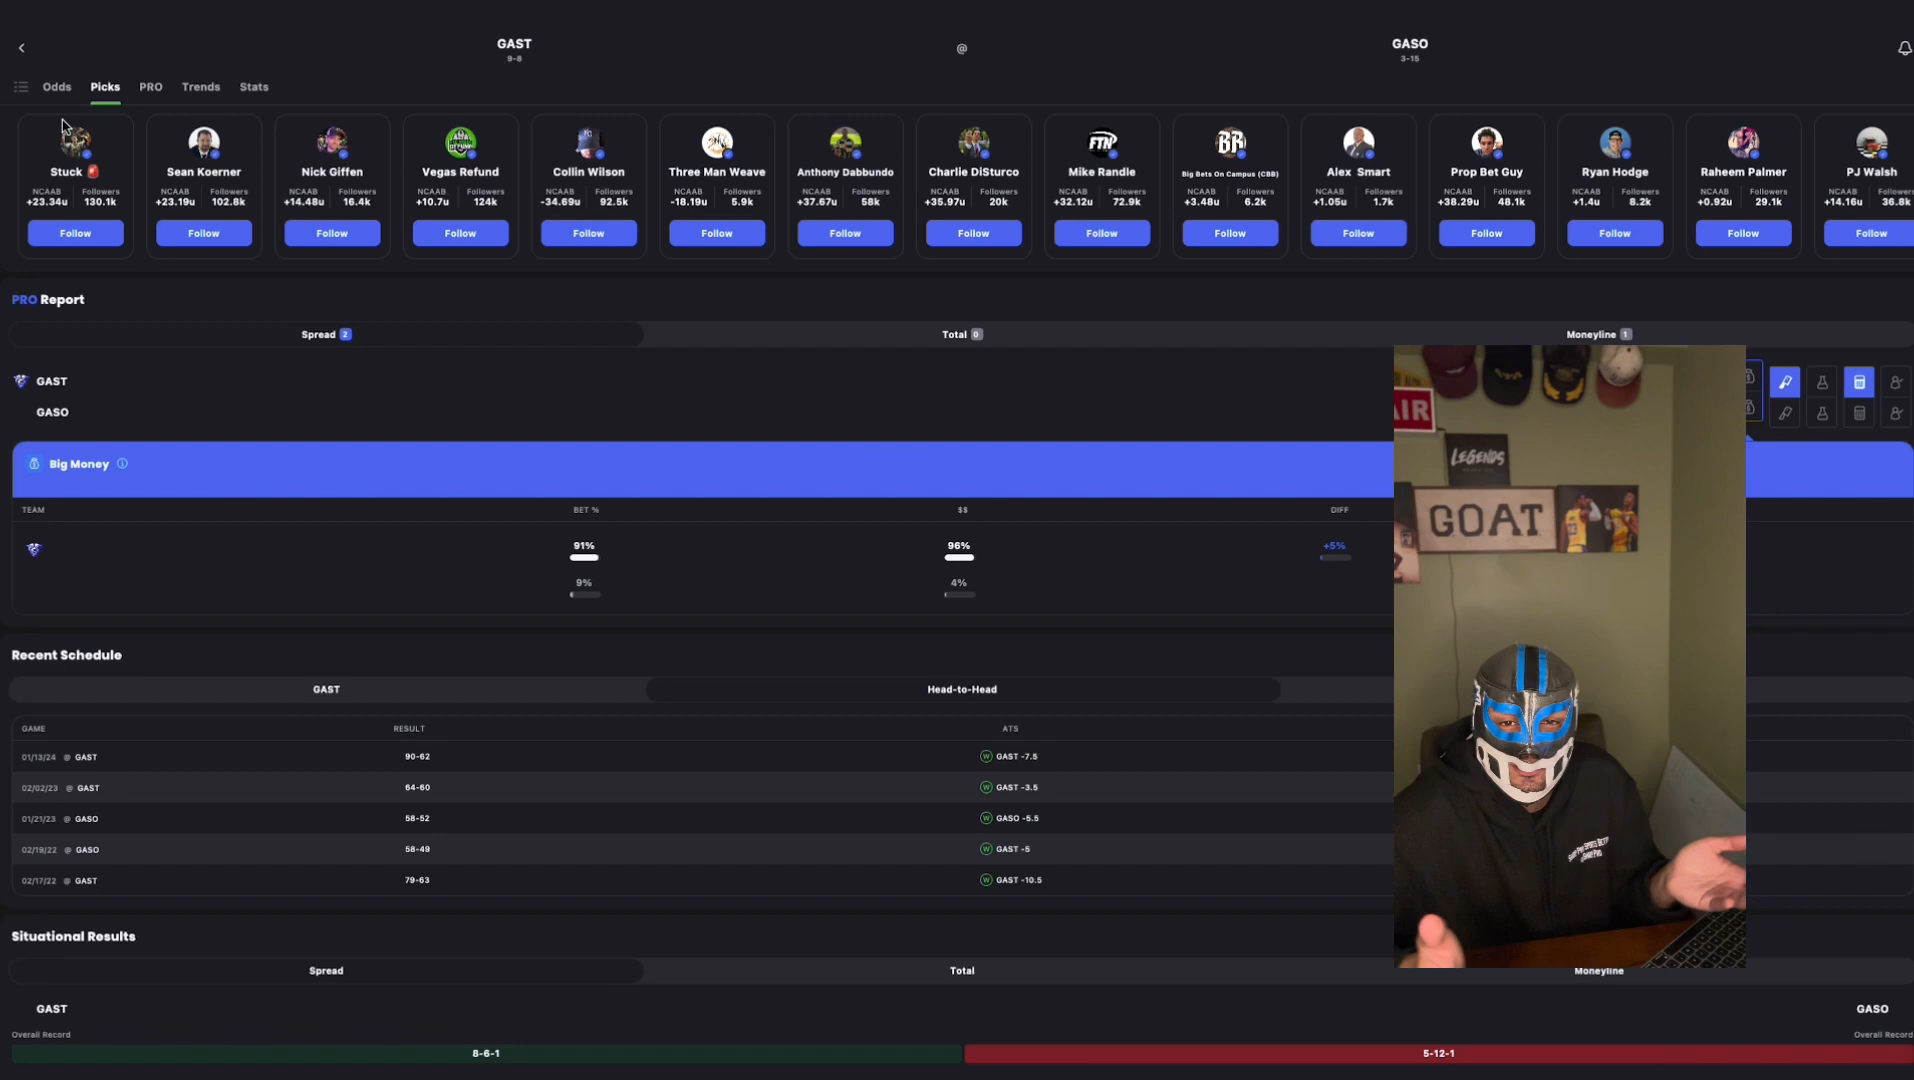 GAST
9-8
@
GASO
3-15
Odds Picks PRO Trends Stats
Stuck 🚨 Sean Koerner Nick Giffen Vegas Refund Collin Wilson Three Man Weave Anthony Dabbundo Charlie DiSturco Mike Randle Big Bets On Campus (CBB) Alex Smart Prop Bet Guy Ryan Hodge Raheem Palmer PJ Walsh
NCAAB Followers NCAAB Followers NCAAB Followers NCAAB Followers NCAAB Followers NCAAB Followers NCAAB Followers NCAAB Followers NCAAB Followers NCAAB Followers NCAAB Followers NCAAB Followers NCAAB Followers NCAAB Followers NCAAB Followers
+23.34u 130.1k +23.19u 102.8k +14.48u 16.4k +10.7u 124k -34.69u 92.5k -18.19u 5.9k +37.67u 58k +35.97u 20k +32.12u 72.9k +3.48u 6.2k +1.05u 1.7k +38.29u 48.1k +1.4u 8.2k +0.92u 29.1k +14.16u 36.8k
Follow Follow Follow Follow Follow Follow Follow Follow Follow Follow Follow Follow Follow Follow Follow
FTN
BR
PRO Report
Spread 2 Total 0 Moneyline 1
GAST
GASO
Big Money
TEAM BET % $$ DIFF
91% 96% +5%
9% 4%
Recent Schedule
GAST Head-to-Head
GAME RESULT ATS
01/13/24 @ GAST 90-62 W GAST -7.5
02/02/23 @ GAST 64-60 W GAST -3.5
01/21/23 @ GASO 58-52 W GASO -5.5
02/19/22 @ GASO 58-49 W GAST -5
02/17/22 @ GAST 79-63 W GAST -10.5
Situational Results
Spread Total Moneyline
GAST GASO
Overall Record Overall Record
8-6-1 5-12-1
AIR
LEGENDS
GOAT